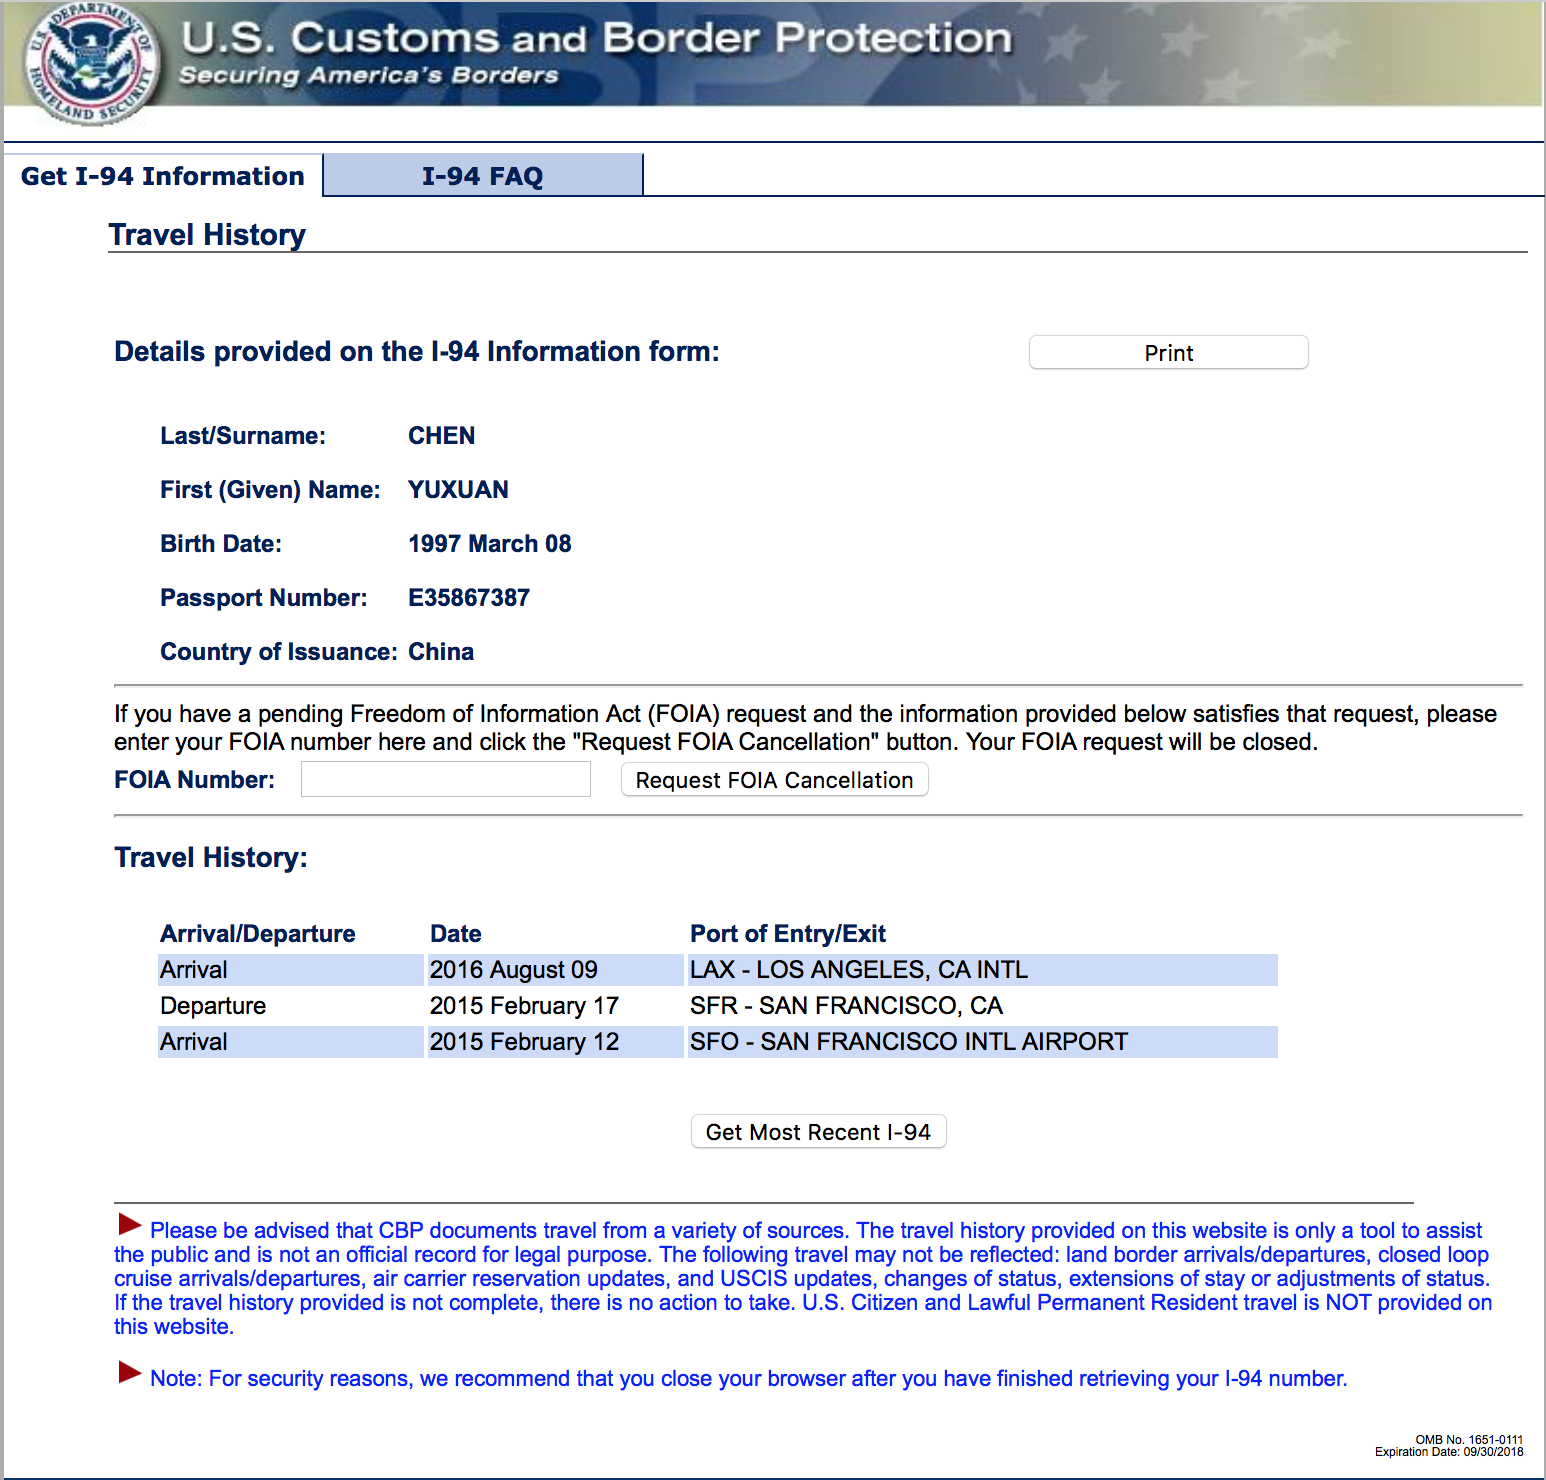 U.S. DEPARTMENT OF HOMELAND SECURITY
U.S. Customs and Border Protection
Securing America's Borders
Get I-94 Information
I-94 FAQ
Travel History
Details provided on the I-94 Information form:
Print
Last/Surname: CHEN
First (Given) Name: YUXUAN
Birth Date: 1997 March 08
Passport Number: E35867387
Country of Issuance: China
If you have a pending Freedom of Information Act (FOIA) request and the information provided below satisfies that request, please
enter your FOIA number here and click the "Request FOIA Cancellation" button. Your FOIA request will be closed.
FOIA Number: Request FOIA Cancellation
Travel History:
Arrival/Departure Date Port of Entry/Exit
Arrival 2016 August 09 LAX - LOS ANGELES, CA INTL
Departure 2015 February 17 SFR - SAN FRANCISCO, CA
Arrival 2015 February 12 SFO - SAN FRANCISCO INTL AIRPORT
Get Most Recent I-94
Please be advised that CBP documents travel from a variety of sources. The travel history provided on this website is only a tool to assist
the public and is not an official record for legal purpose. The following travel may not be reflected: land border arrivals/departures, closed loop
cruise arrivals/departures, air carrier reservation updates, and USCIS updates, changes of status, extensions of stay or adjustments of status.
If the travel history provided is not complete, there is no action to take. U.S. Citizen and Lawful Permanent Resident travel is NOT provided on
this website.
Note: For security reasons, we recommend that you close your browser after you have finished retrieving your I-94 number.
OMB No. 1651-0111
Expiration Date: 09/30/2018